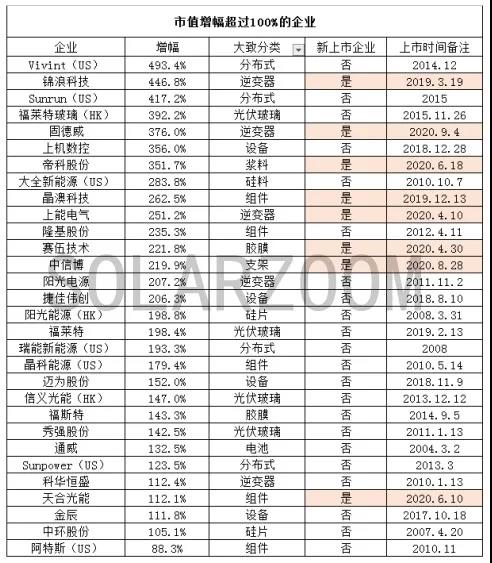 市值增幅超过100%的企业
企业 增幅 大致分类 新上市企业 上市时间备注
Vivint（US） 493.4% 分布式 否 2014.12
锦浪科技 446.8% 逆变器 是 2019.3.19
Sunrun（US） 417.2% 分布式 否 2015
福莱特玻璃（HK） 392.2% 光伏玻璃 否 2015.11.26
固德威 376.0% 逆变器 是 2020.9.4
上机数控 356.0% 设备 否 2018.12.28
帝科股份 351.7% 浆料 是 2020.6.18
大全新能源（US） 283.8% 硅料 否 2010.10.7
晶澳科技 262.5% 组件 是 2019.12.13
上能电气 251.2% 逆变器 是 2020.4.10
隆基股份 235.3% 组件 否 2012.4.11
赛伍技术 221.8% 胶膜 是 2020.4.30
中信博 219.9% 支架 是 2020.8.28
阳光电源 207.2% 逆变器 否 2011.11.2
捷佳伟创 206.3% 设备 否 2018.8.10
阳光能源（HK） 198.8% 硅片 否 2008.3.31
福莱特 198.4% 光伏玻璃 否 2019.2.13
瑞能新能源（US） 193.3% 分布式 否 2008
晶科能源（US） 179.4% 组件 否 2010.5.14
迈为股份 152.0% 设备 否 2018.11.9
信义光能（HK） 147.0% 光伏玻璃 否 2013.12.12
福斯特 143.3% 胶膜 否 2014.9.5
秀强股份 142.5% 光伏玻璃 否 2011.1.13
通威 132.5% 电池 否 2004.3.2
Sunpower（US） 123.5% 分布式 否 2013.3
科华恒盛 112.4% 逆变器 否 2010.1.13
天合光能 112.1% 组件 是 2020.6.10
金辰 111.8% 设备 否 2017.10.18
中环股份 105.1% 硅片 否 2007.4.20
阿特斯（US） 88.3% 组件 否 2010.11
SOLARZOOM